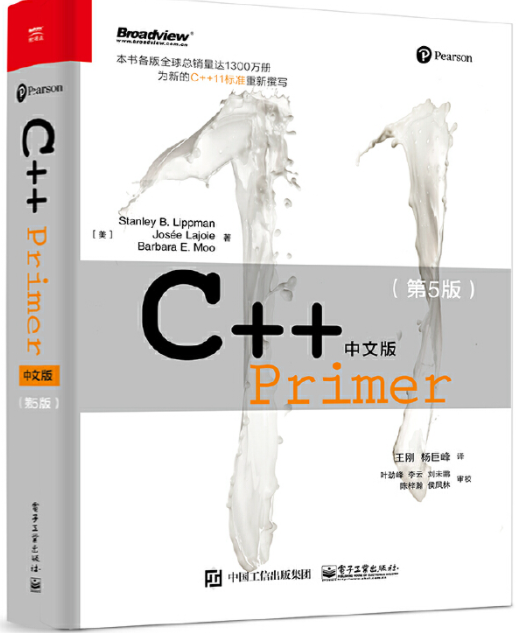 Broadview®
www.broadview.com.cn
Pearson
本书各版全球总销量达1300万册
为新的C++11标准重新撰写
Stanley B. Lippman
[美] Josée Lajoie 著
Barbara E. Moo
(第5版)
C++ 中文版
Primer
王刚 杨巨峰 译
叶劲峰 李云 刘未鹏
陈梓瀚 侯凤林 审校
中国工信出版集团
电子工业出版社
PUBLISHING HOUSE OF ELECTRONICS INDUSTRY
Pearson
C++ Primer
中文版
(第5版)
电子工业出版社